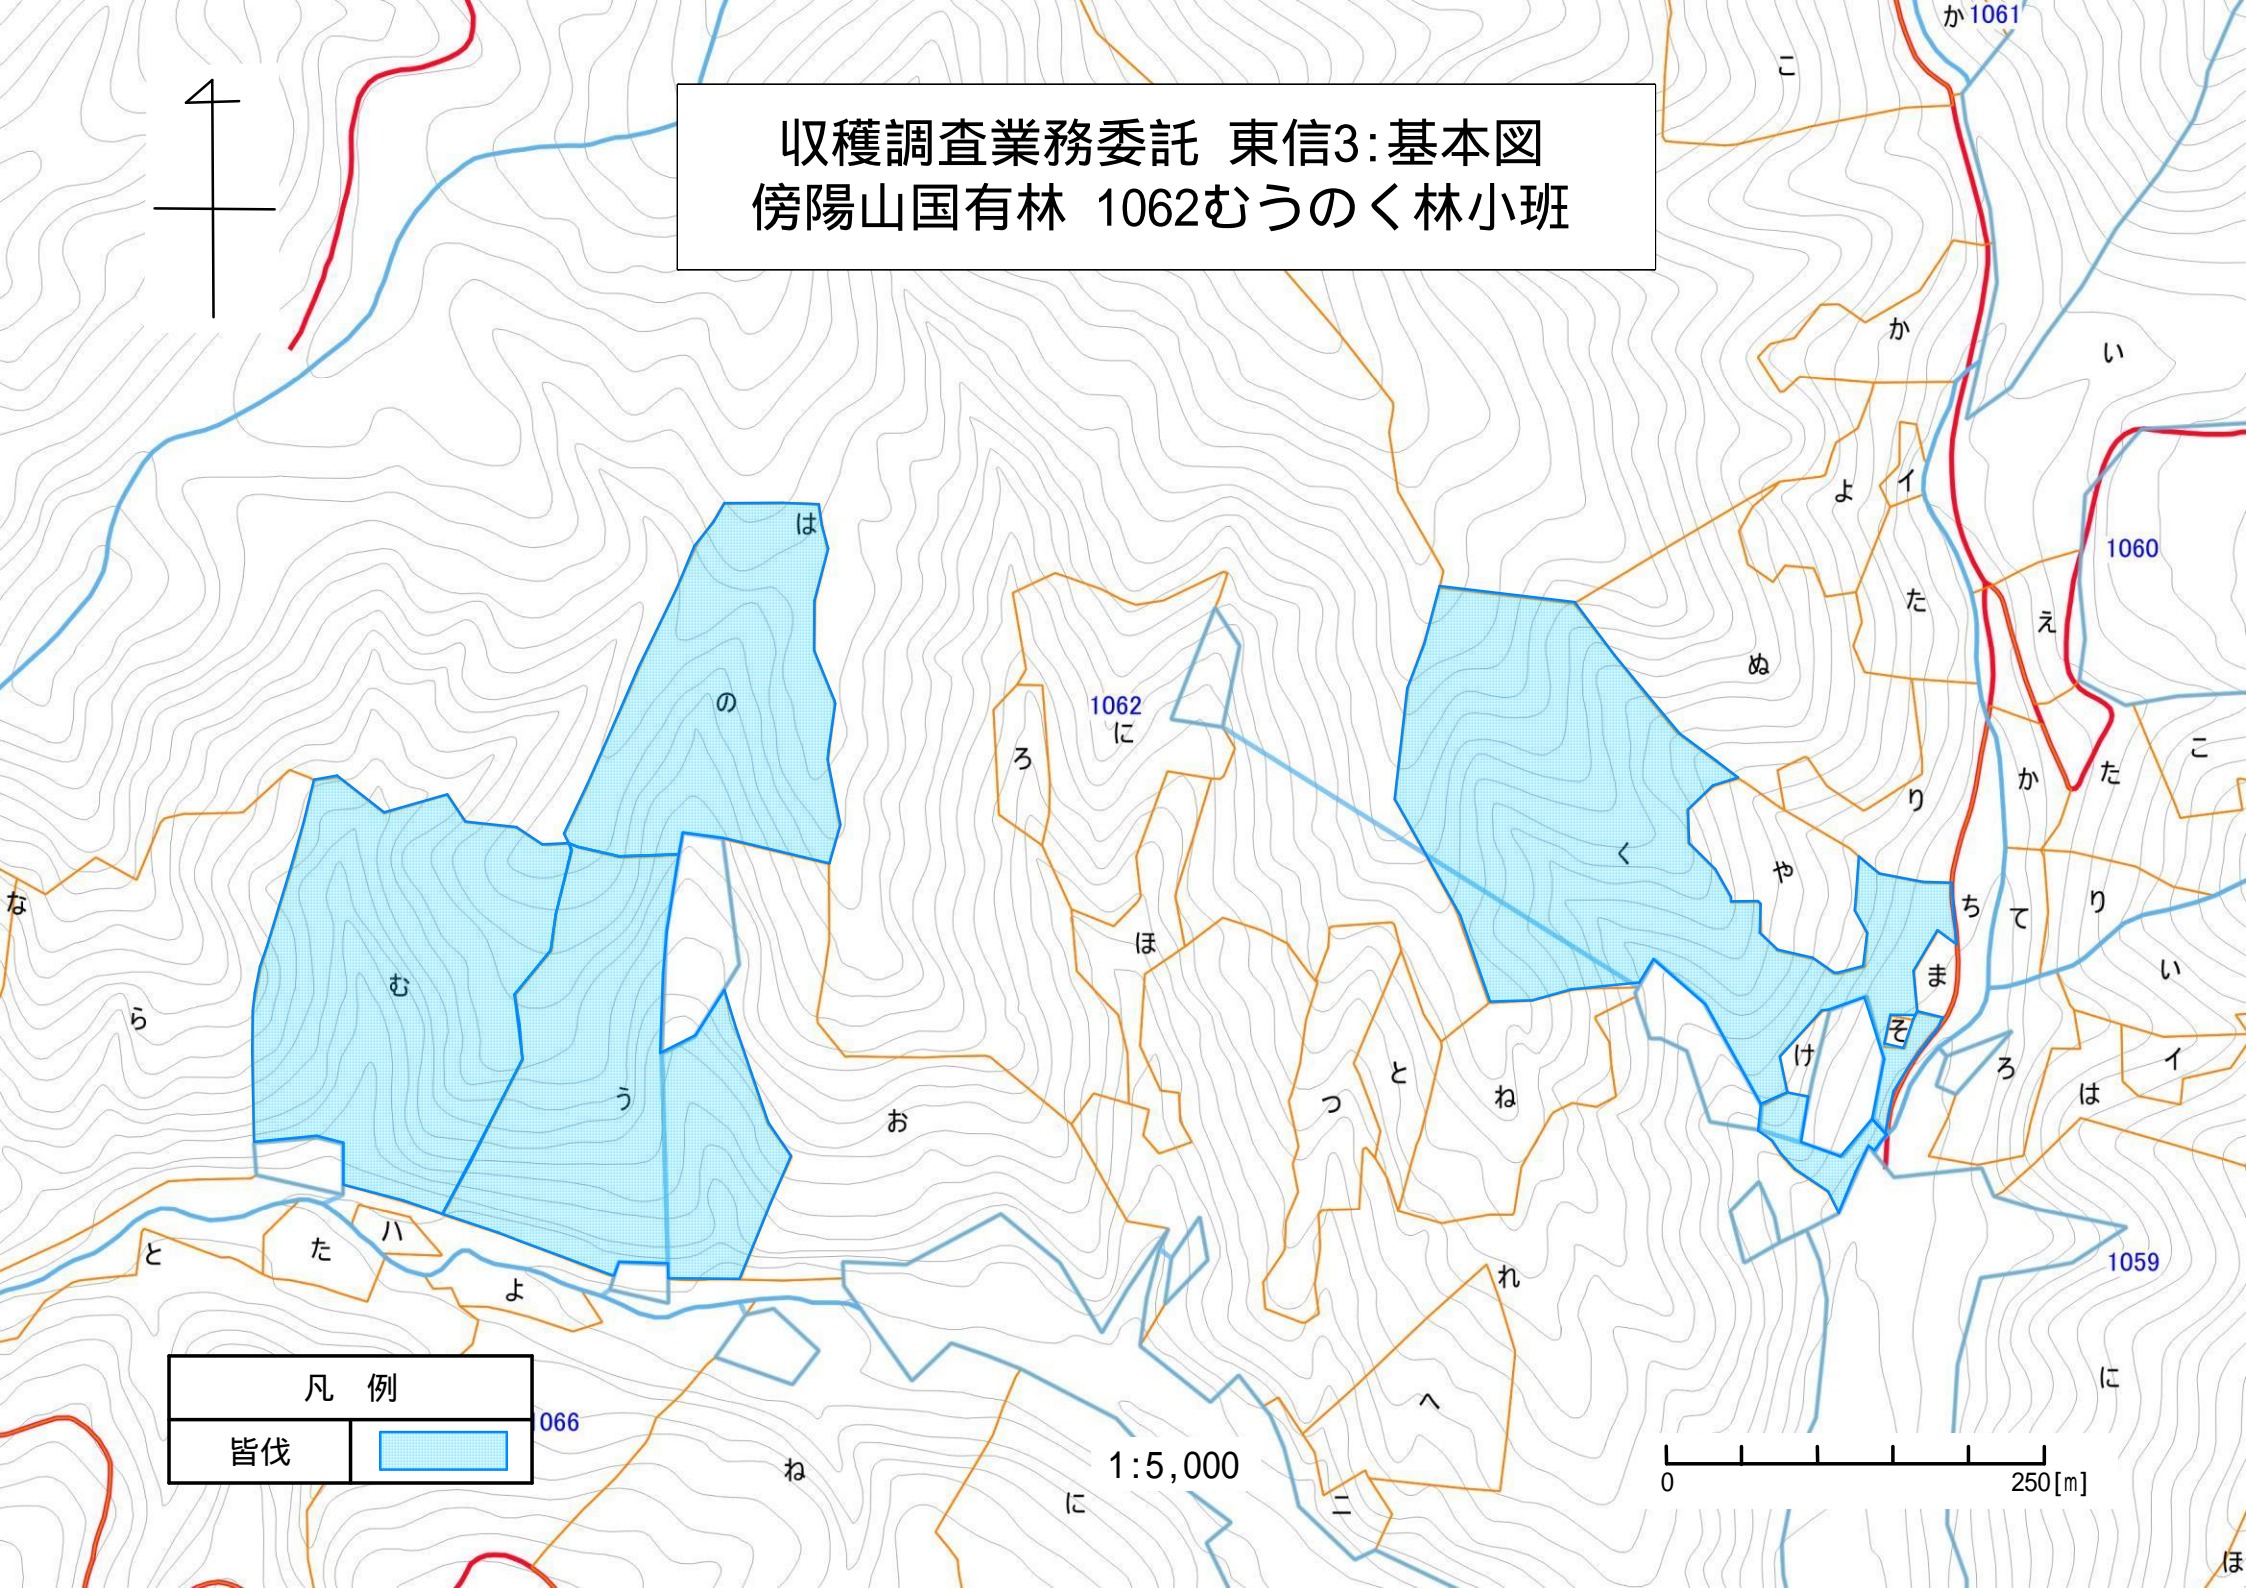 か 1061
こ
収穫調査業務委託 東信3:基本図
傍陽山国有林 1062むうのく林小班
か
い
よ
イ
は
1060
た
え
ぬ
の
1062
に
ろ
こ
か
た
り
く
や
な
ち
て
り
ほ
い
ま
む
ら
そ
け
ろ
イ
は
う
つ
と
ね
お
ハ
た
と
よ
れ
1059
に
へ
凡 例
皆伐
1066
ね
1:5,000
に
ニ
0
250[m]
ほ